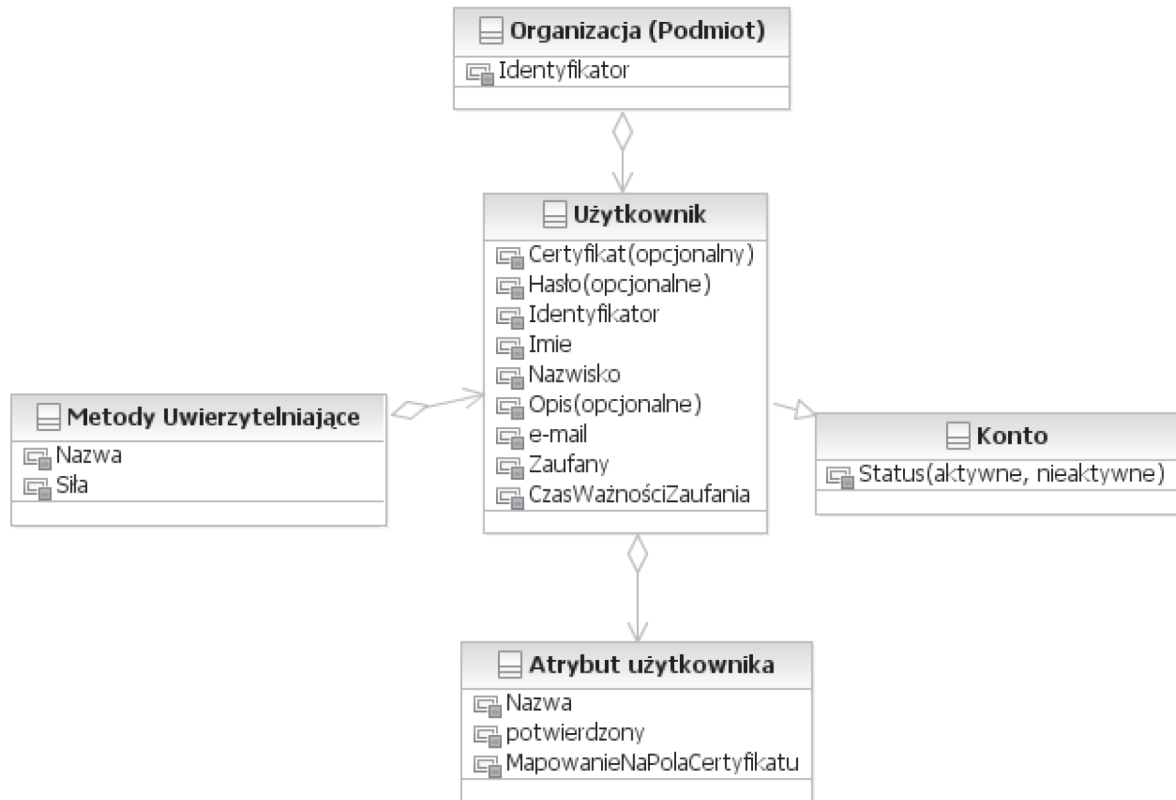 Organizacja (Podmiot)
Identyfikator
Użytkownik
Certyfikat(opcjonalny)
Hasło(opcjonalne)
Identyfikator
Imie
Nazwisko
Opis(opcjonalne)
e-mail
Zaufany
CzasWażnościZaufania
Metody Uwierzytelniające
Nazwa
Siła
Konto
Status(aktywne, nieaktywne)
Atrybut użytkownika
Nazwa
potwierdzony
MapowanieNaPolaCertyfikatu